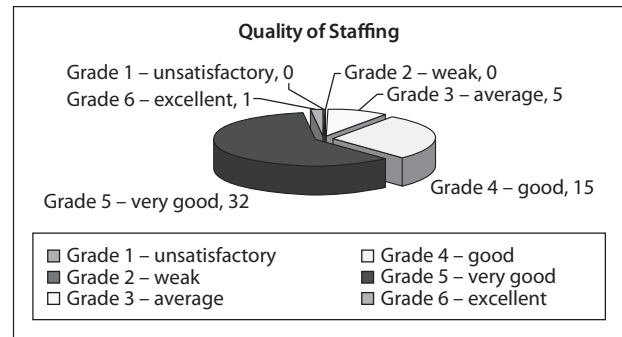 Quality of Staffing
Grade 1 – unsatisfactory, 0
Grade 2 – weak, 0
Grade 6 – excellent, 1
Grade 3 – average, 5
Grade 4 – good, 15
Grade 5 – very good, 32
Grade 1 – unsatisfactory
Grade 4 – good
Grade 2 – weak
Grade 5 – very good
Grade 3 – average
Grade 6 – excellent